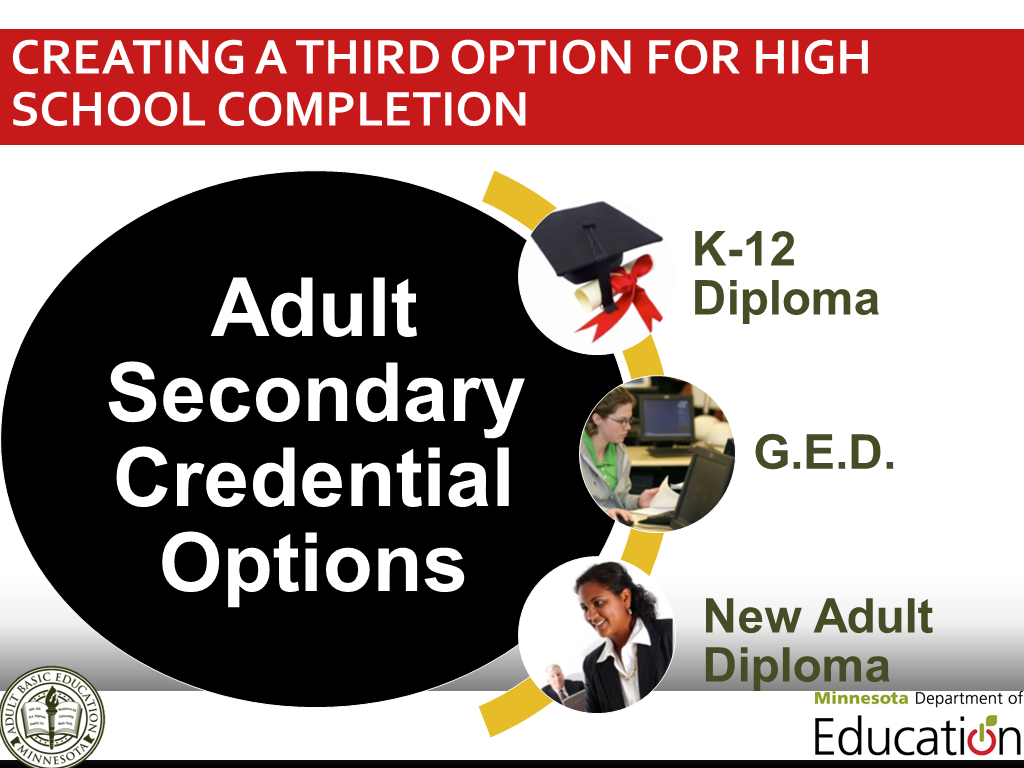 CREATING A THIRD OPTION FOR HIGH
SCHOOL COMPLETION
Adult
Secondary
Credential
Options
K-12
Diploma
G.E.D.
New Adult
Diploma
ADULT BASIC EDUCATION
MINNESOTA
Minnesota Department of
Education